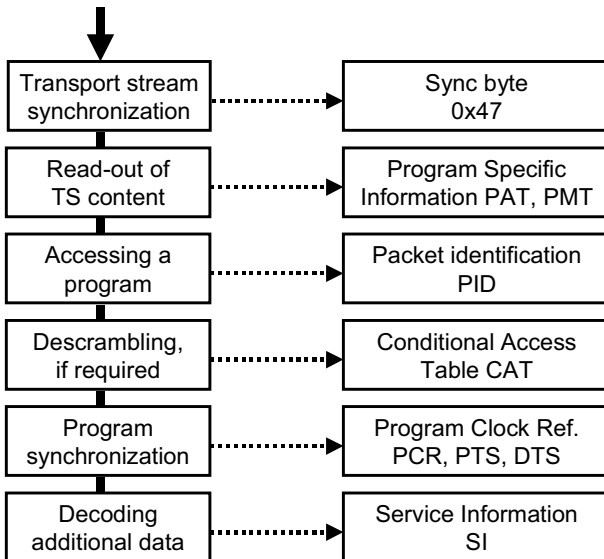 Transport stream
synchronization
Sync byte
0x47
Read-out of
TS content
Program Specific
Information PAT, PMT
Accessing a
program
Packet identification
PID
Descrambling,
if required
Conditional Access
Table CAT
Program
synchronization
Program Clock Ref.
PCR, PTS, DTS
Decoding
additional data
Service Information
SI